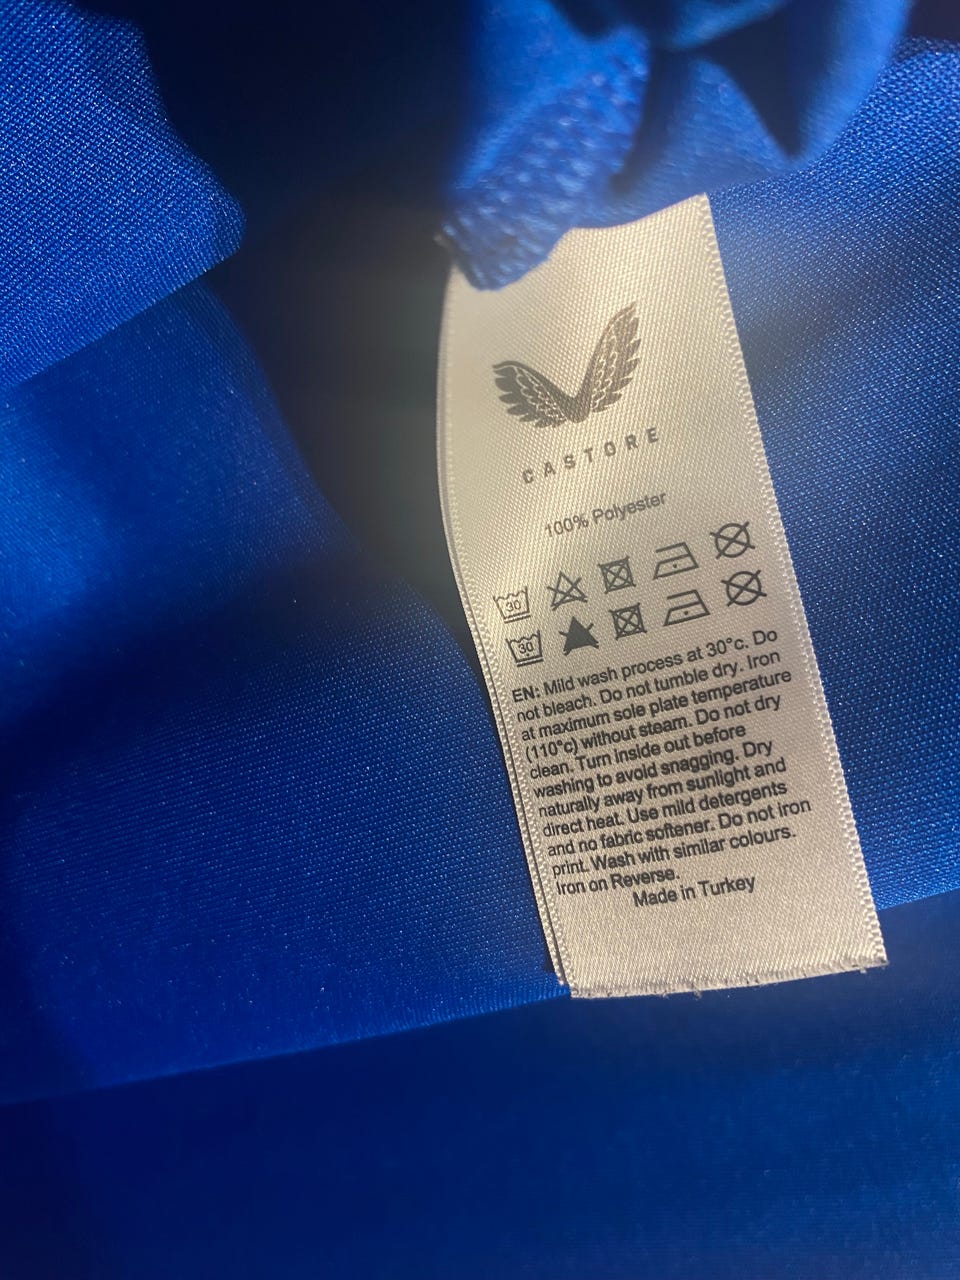 CASTORE
100% Polyester
30
30
EN: Mild wash process at 30°c. Do
not bleach. Do not tumble dry. Iron
at maximum sole plate temperature
(110°c) without steam. Do not dry
clean. Turn inside out before
washing to avoid snagging. Dry
naturally away from sunlight and
direct heat. Use mild detergents
and no fabric softener. Do not iron
print. Wash with similar colours.
Iron on Reverse.
Made in Turkey